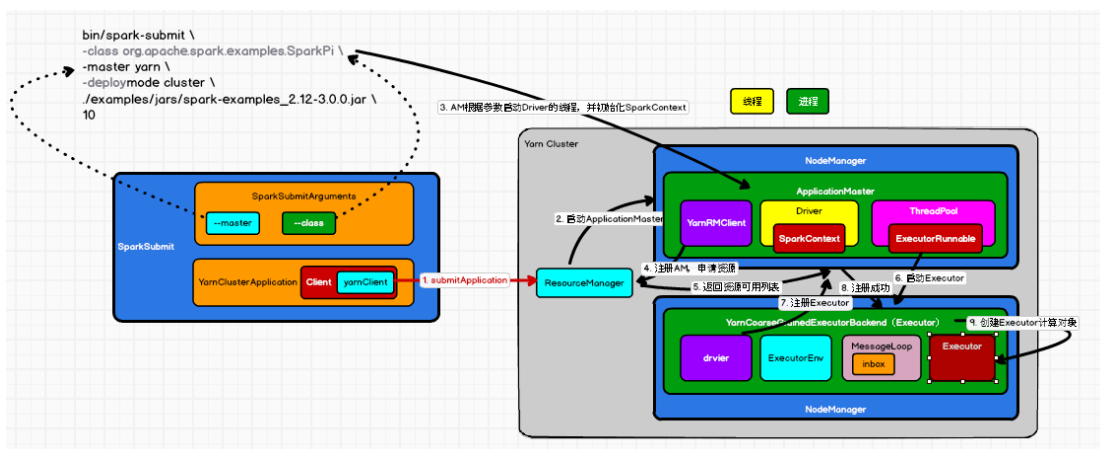 bin/spark-submit \
-class org.apache.spark.examples.SparkPi \
-master yarn \
-deploymode cluster \
./examples/jars/spark-examples_2.12-3.0.0.jar \
10
3. AM根据参数启动Driver的线程，并初始化SparkContext
线程
进程
Yarn Cluster
NodeManager
ApplicationMaster
YarnRMClient
Driver
SparkContext
ThreadPool
ExecutorRunnable
SparkSubmit
SparkSubmitArguments
--master
--class
YarnClusterApplication
Client
yarnClient
1. submitApplication
2. 启动ApplicationMaster
ResourceManager
4. 注册AM，申请资源
5. 返回资源可用列表
6. 启动Executor
7. 注册Executor
8. 注册成功
9. 创建Executor计算对象
YarnCoarseGrainedExecutorBackend（Executor）
drvier
ExecutorEnv
MessageLoop
inbox
Executor
NodeManager